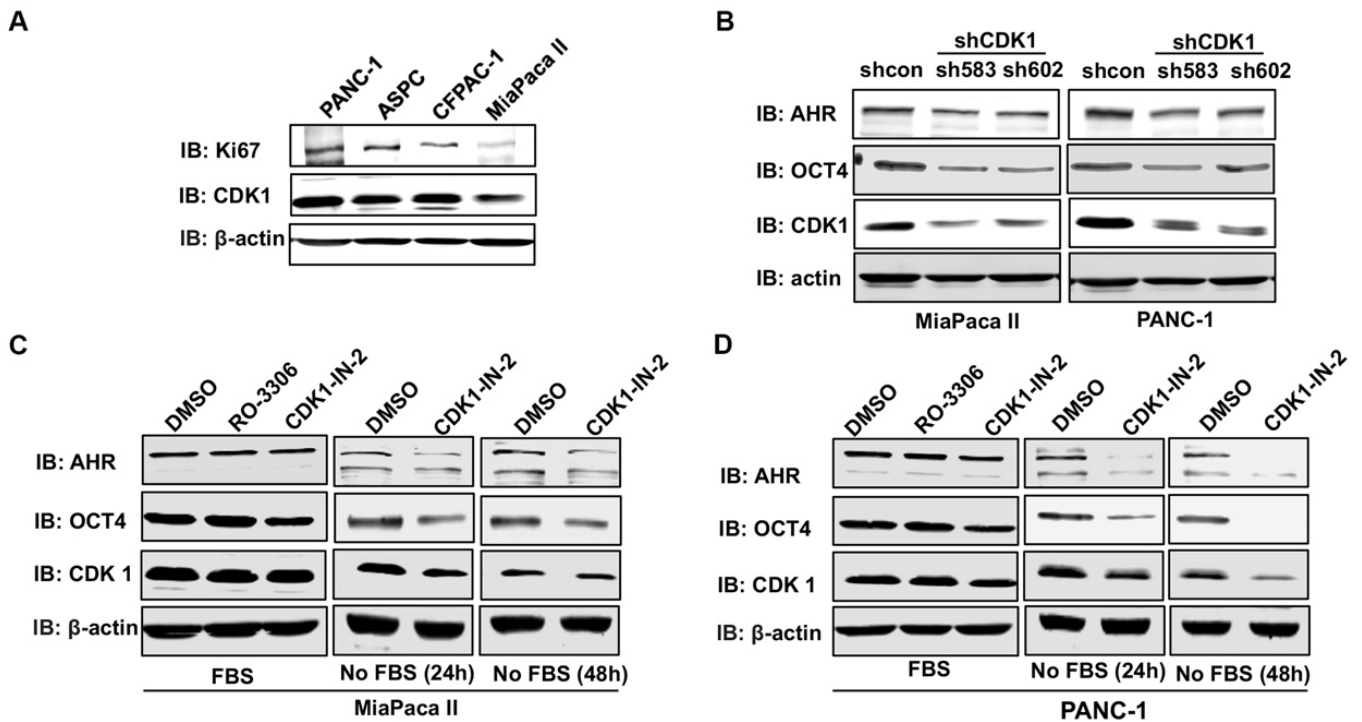 A
PANC-1 ASPC CFPAC-1 MiaPaca II
IB: Ki67
IB: CDK1
IB: β-actin
B
shCDK1 shCDK1
shcon sh583 sh602 shcon sh583 sh602
IB: AHR
IB: OCT4
IB: CDK1
IB: actin
MiaPaca II PANC-1
C
DMSO RO-3306 CDK1-IN-2 DMSO CDK1-IN-2 DMSO CDK1-IN-2
IB: AHR
IB: OCT4
IB: CDK 1
IB: β-actin
FBS No FBS (24h) No FBS (48h)
MiaPaca II
D
DMSO RO-3306 CDK1-IN-2 DMSO CDK1-IN-2 DMSO CDK1-IN-2
IB: AHR
IB: OCT4
IB: CDK 1
IB: β-actin
FBS No FBS (24h) No FBS (48h)
PANC-1